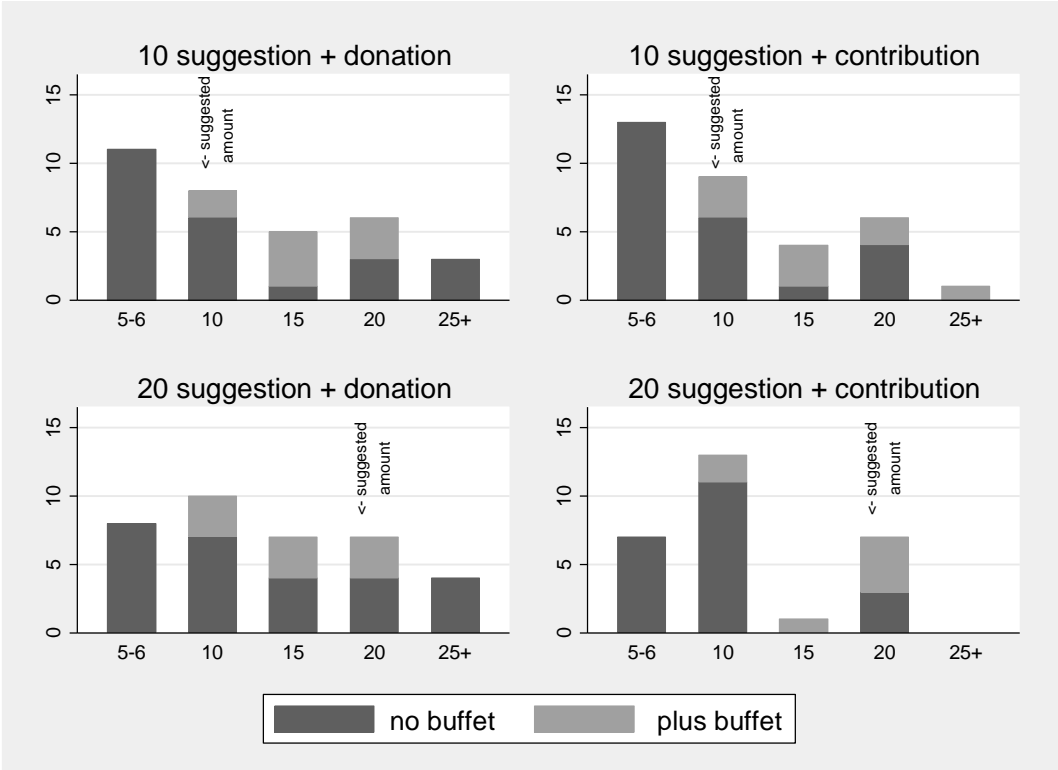 10 suggestion + donation
15
10
5
0
<- suggested
amount
5-6 10 15 20 25+
10 suggestion + contribution
15
10
5
0
<- suggested
amount
5-6 10 15 20 25+
20 suggestion + donation
15
10
5
0
<- suggested
amount
5-6 10 15 20 25+
20 suggestion + contribution
15
10
5
0
<- suggested
amount
5-6 10 15 20 25+
no buffet plus buffet